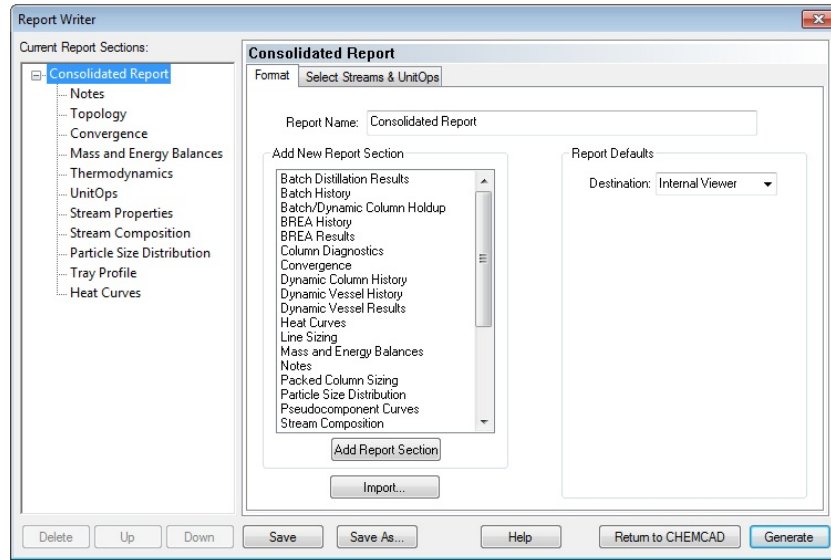 Report Writer
Current Report Sections:
Consolidated Report
Notes
Topology
Convergence
Mass and Energy Balances
Thermodynamics
UnitOps
Stream Properties
Stream Composition
Particle Size Distribution
Tray Profile
Heat Curves
Consolidated Report
Format Select Streams & UnitOps
Report Name: Consolidated Report
Add New Report Section
Batch Distillation Results
Batch History
Batch/Dynamic Column Holdup
BREA History
BREA Results
Column Diagnostics
Convergence
Dynamic Column History
Dynamic Vessel History
Dynamic Vessel Results
Heat Curves
Line Sizing
Mass and Energy Balances
Notes
Packed Column Sizing
Particle Size Distribution
Pseudocomponent Curves
Stream Composition
Add Report Section
Import...
Report Defaults
Destination: Internal Viewer
Delete Up Down Save Save As... Help Return to CHEMCAD Generate